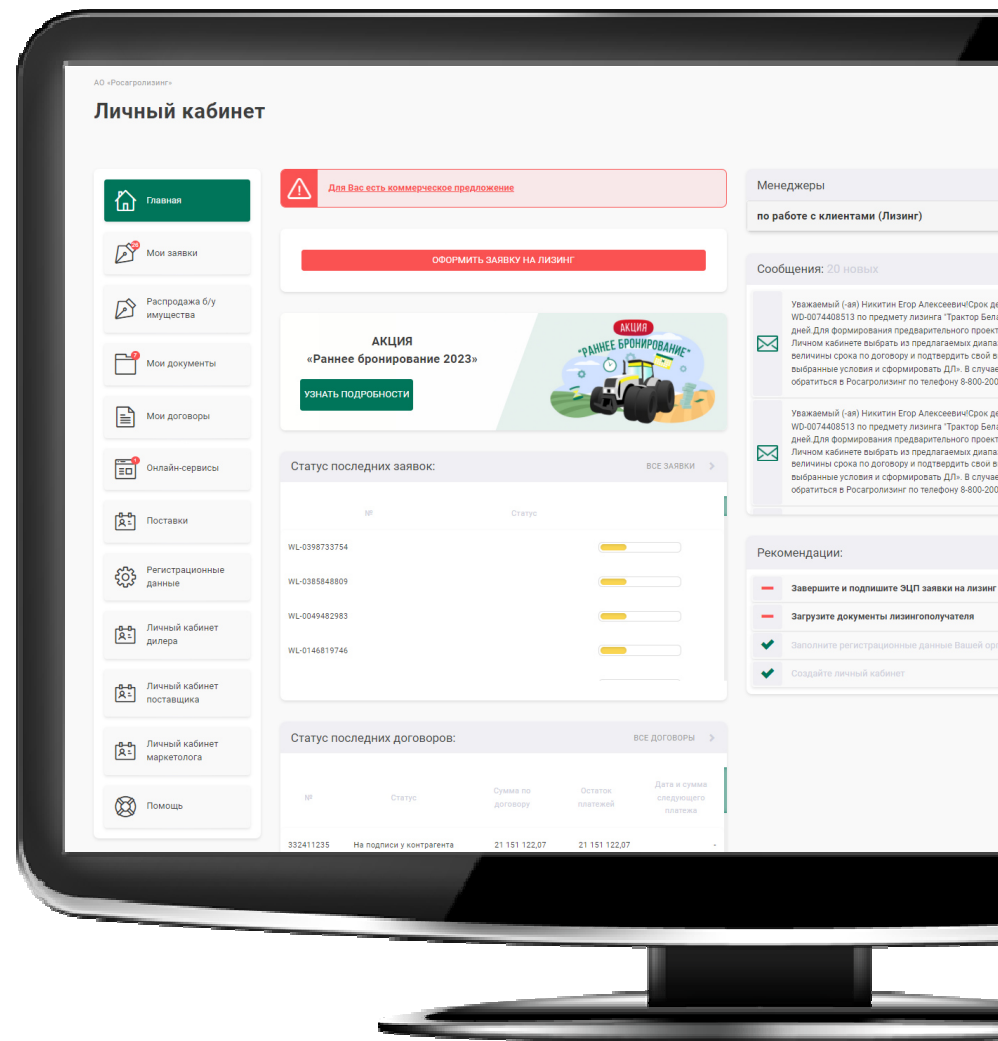 АО «Росагролизинг»
Личный кабинет
Главная
26
Мои заявки
Распродажа б/у
имущества
7
Мои документы
Мои договоры
1
Онлайн-сервисы
Поставки
Регистрационные
данные
Личный кабинет
дилера
Личный кабинет
поставщика
Личный кабинет
маркетолога
Помощь
Для Вас есть коммерческое предложение
ОФОРМИТЬ ЗАЯВКУ НА ЛИЗИНГ
АКЦИЯ
«Раннее бронирование 2023»
УЗНАТЬ ПОДРОБНОСТИ
АКЦИЯ
"РАННЕЕ БРОНИРОВАНИЕ"
Статус последних заявок:
ВСЕ ЗАЯВКИ
№
Статус
WL-0398733754
WL-0385848809
WL-0049482983
WL-0146819746
Статус последних договоров:
ВСЕ ДОГОВОРЫ
№
Статус
Сумма по
договору
Остаток
платежей
Дата и сумма
следующего
платежа
332411235 На подписи у контрагента 21 151 122,07 21 151 122,07 -
Менеджеры
по работе с клиентами (Лизинг)
Сообщения: 20 новых
Уважаемый (-ая) Никитин Егор Алексеевич!Срок де
WD-0074408513 по предмету лизинга "Трактор Бела
дней.Для формирования предварительного проект
Личном кабинете выбрать из предлагаемых диапа
величины срока по договору и подтвердить свой в
выбранные условия и сформировать ДЛ». В случае
обратиться в Росагролизинг по телефону 8-800-200
Уважаемый (-ая) Никитин Егор Алексеевич!Срок де
WD-0074408513 по предмету лизинга "Трактор Бела
дней.Для формирования предварительного проект
Личном кабинете выбрать из предлагаемых диапа
величины срока по договору и подтвердить свой в
выбранные условия и сформировать ДЛ». В случае
обратиться в Росагролизинг по телефону 8-800-200
Рекомендации:
Завершите и подпишите ЭЦП заявки на лизинг
Загрузите документы лизингополучателя
Заполните регистрационные данные Вашей орг
Создайте личный кабинет